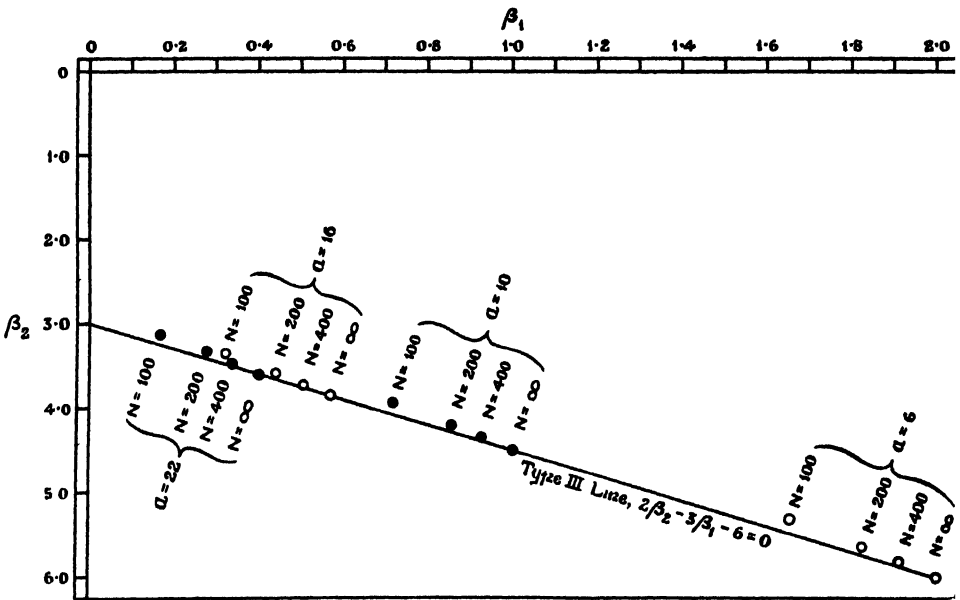 β₁
0 0·2 0·4 0·6 0·8 1·0 1·2 1·4 1·6 1·8 2·0
0
1·0
2·0
3·0
4·0
5·0
6·0
β₂
N = 100
N = 200
N = 400
N = ∞
a = 22
N = 100
N = 200
N = 400
N = ∞
a = 16
N = 100
N = 200
N = 400
N = ∞
a = 10
N = 100
N = 200
N = 400
N = ∞
a = 6
Type III Line, 2β₂ - 3β₁ - 6 = 0